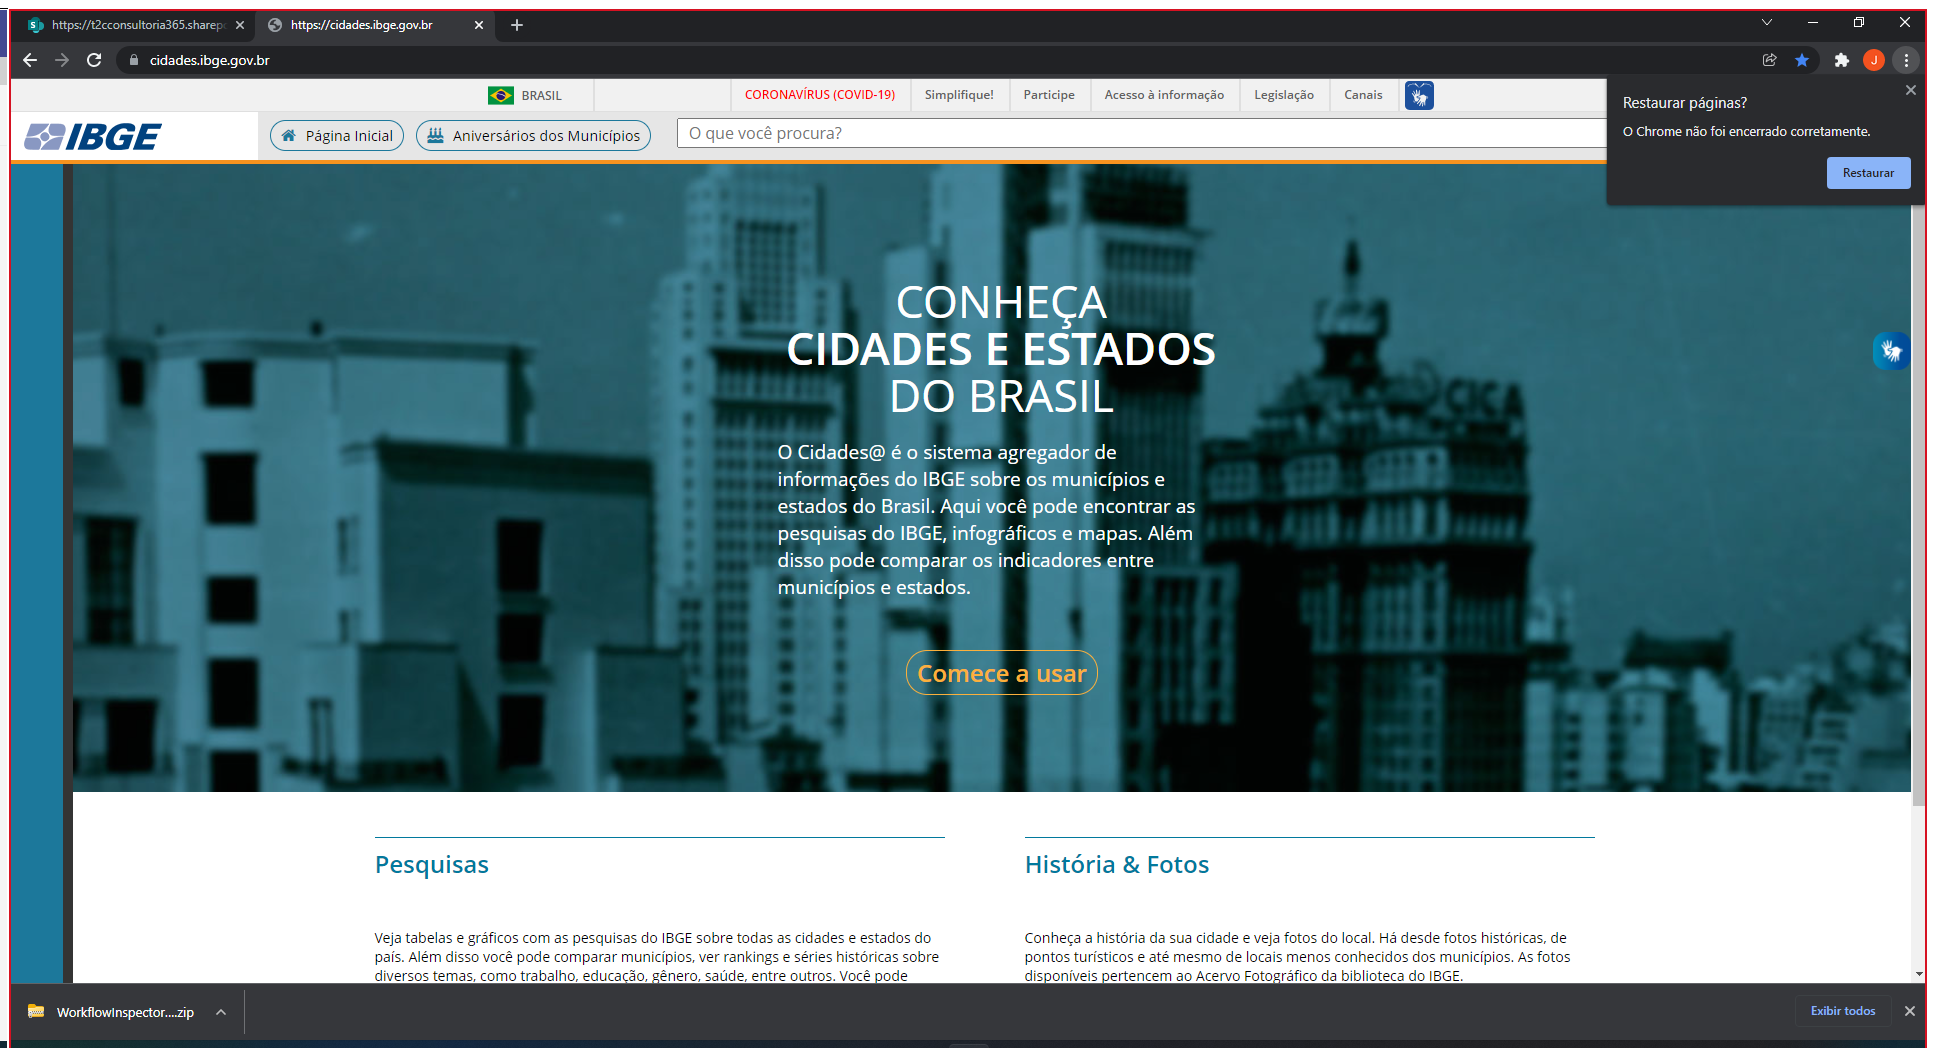 https://t2cconsultoria365.sharep
https://cidades.ibge.gov.br
cidades.ibge.gov.br
J
BRASIL
CORONAVÍRUS (COVID-19)
Simplifique!
Participe
Acesso à informação
Legislação
Canais
Restaurar páginas?
O Chrome não foi encerrado corretamente.
Restaurar
IBGE
Página Inicial
Aniversários dos Municípios
O que você procura?
CONHEÇA
CIDADES E ESTADOS
DO BRASIL
CICA
O Cidades@ é o sistema agregador de
informações do IBGE sobre os municípios e
estados do Brasil. Aqui você pode encontrar as
pesquisas do IBGE, infográficos e mapas. Além
disso pode comparar os indicadores entre
municípios e estados.
Comece a usar
Pesquisas
Veja tabelas e gráficos com as pesquisas do IBGE sobre todas as cidades e estados do
país. Além disso você pode comparar municípios, ver rankings e séries históricas sobre
diversos temas, como trabalho, educação, gênero, saúde, entre outros. Você pode
História & Fotos
Conheça a história da sua cidade e veja fotos do local. Há desde fotos históricas, de
pontos turísticos e até mesmo de locais menos conhecidos dos municípios. As fotos
disponíveis pertencem ao Acervo Fotográfico da biblioteca do IBGE.
WorkflowInspector....zip
Exibir todos